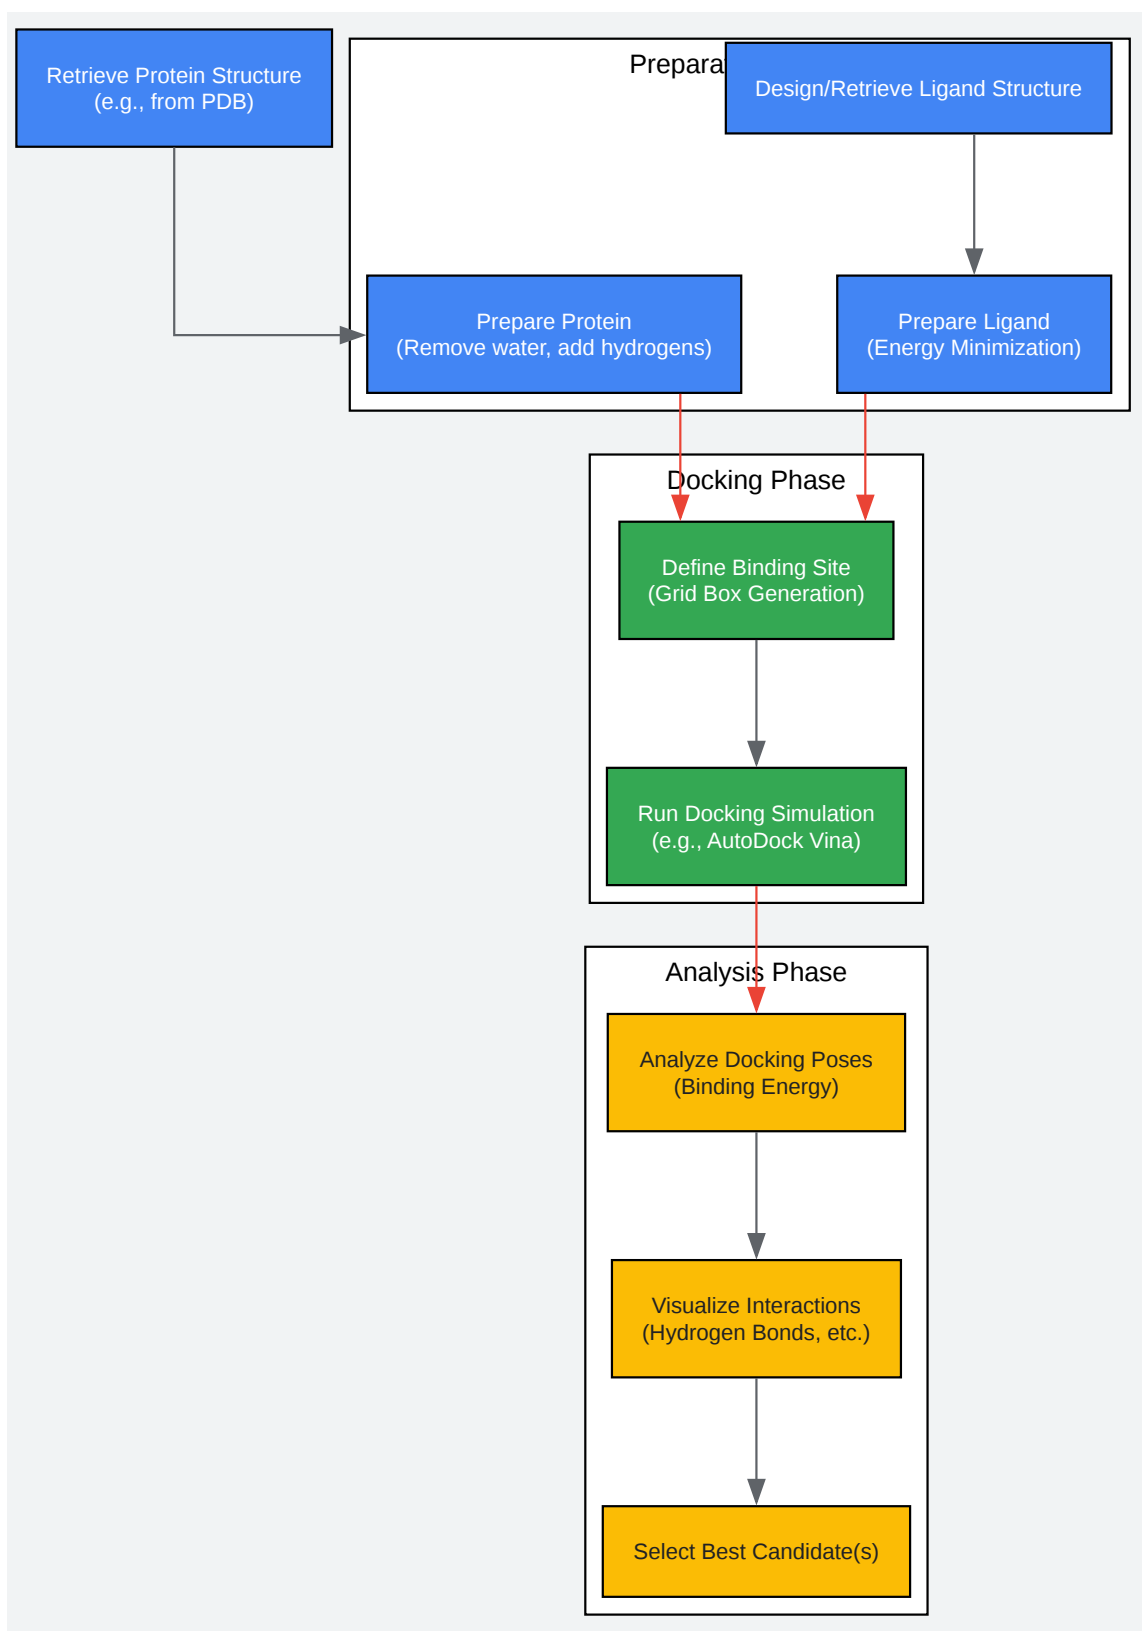 Retrieve Protein Structure
(e.g., from PDB)
Design/Retrieve Ligand Structure
Prepare Protein
(Remove water, add hydrogens)
Prepare Ligand
(Energy Minimization)
Docking Phase
Define Binding Site
(Grid Box Generation)
Run Docking Simulation
(e.g., AutoDock Vina)
Analysis Phase
Analyze Docking Poses
(Binding Energy)
Visualize Interactions
(Hydrogen Bonds, etc.)
Select Best Candidate(s)